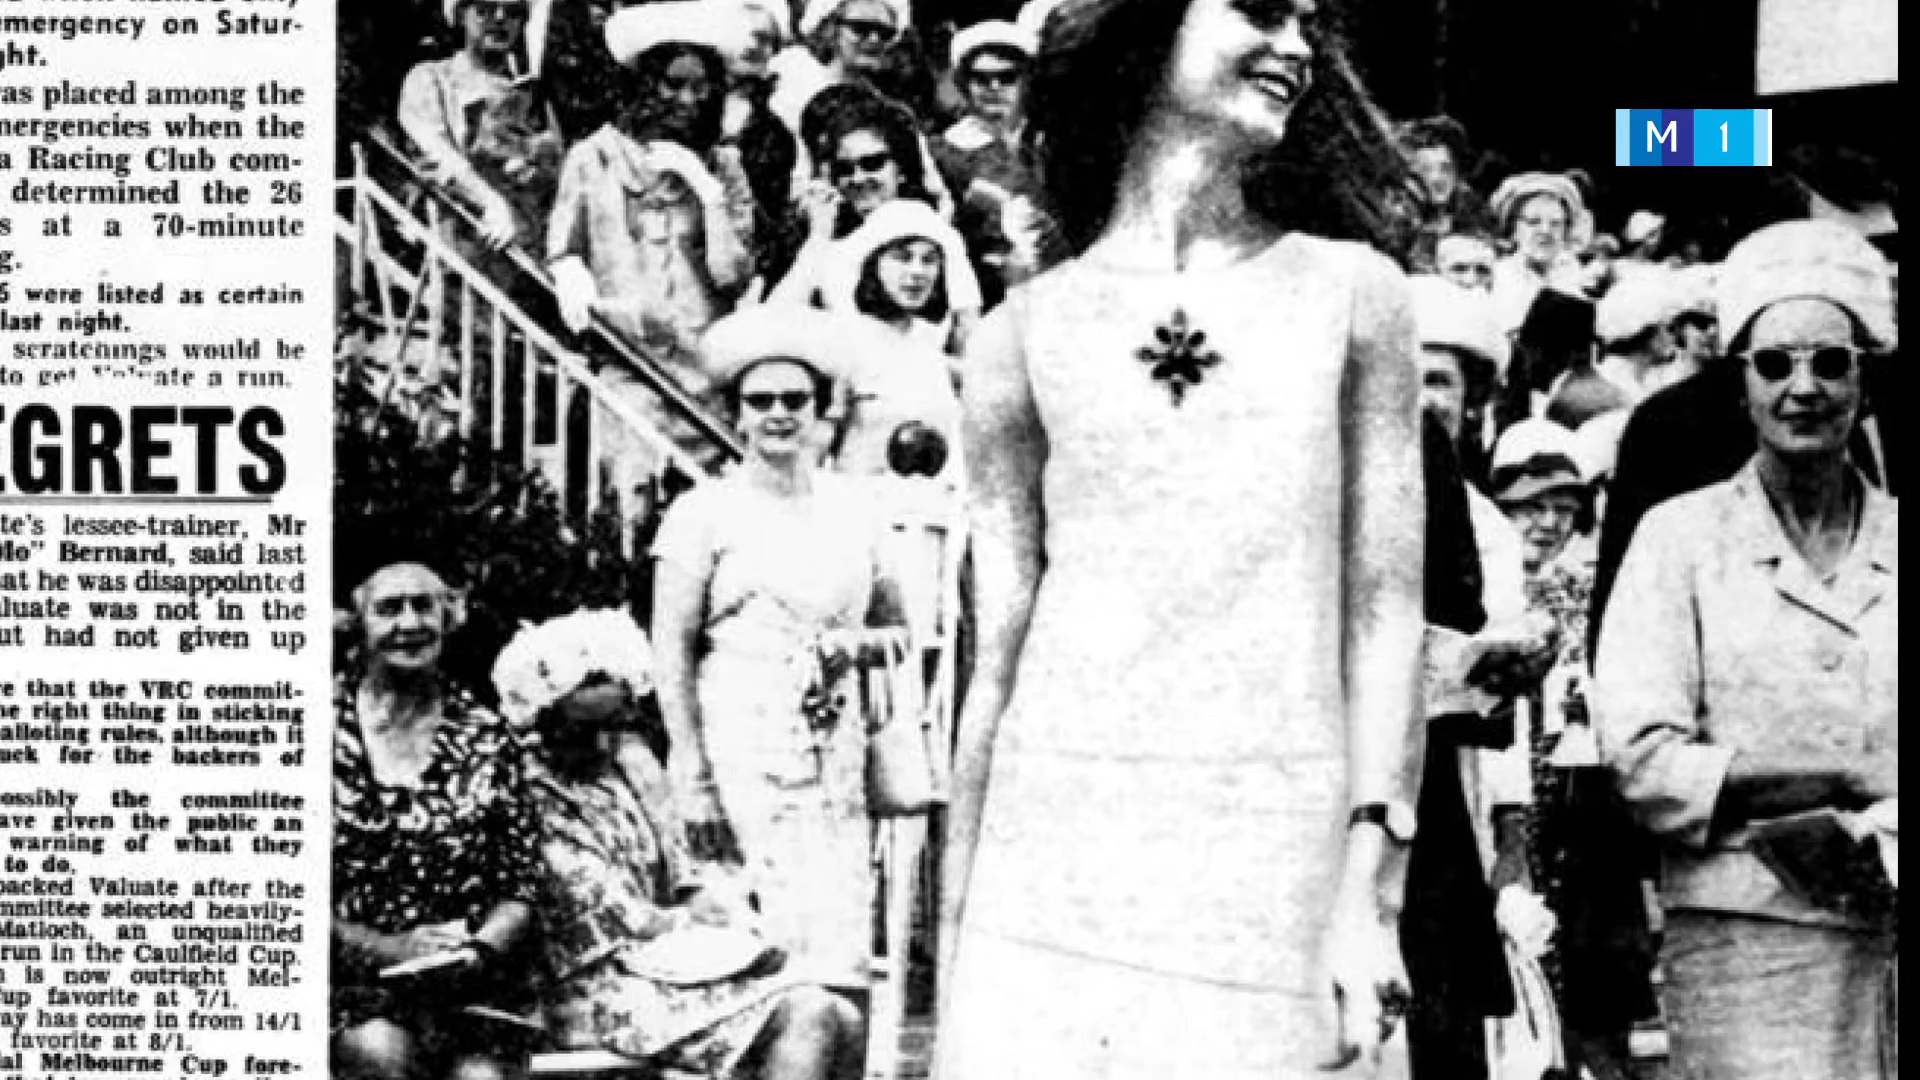 emergency on Satur-
ght.
as placed among the
nergencies when the
a Racing Club com-
determined the 26
s at a 70-minute
g.
5 were listed as certain
last night.
scratchings would be
to get Valuate a run.
EGRETS
te's lessee-trainer, Mr
Bernard, said last
at he was disappointed
luate was not in the
ut had not given up
re that the VRC commit-
he right thing in sticking
alloting rules, although it
uck for the backers of
ossibly the committee
ave given the public an
warning of what they
to do.
backed Valuate after the
mmittee selected heavily-
Matloch, an unqualified
run in the Caulfield Cup.
n is now outright Mel-
Cup favorite at 7/1.
ay has come in from 14/1
favorite at 8/1.
ial Melbourne Cup fore-
M 1